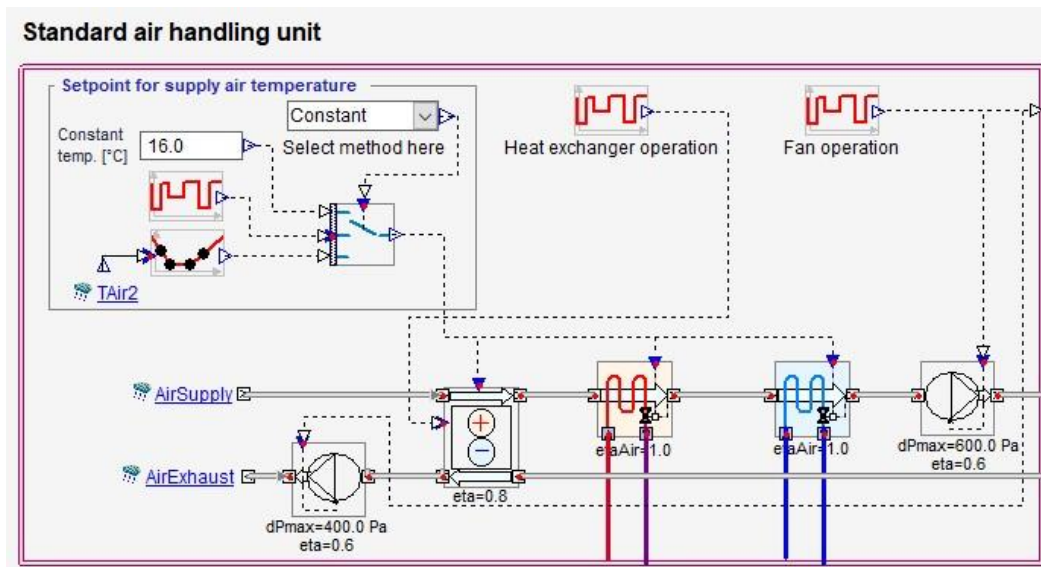 Standard air handling unit
Setpoint for supply air temperature
Constant
Constant
temp. [°C]
16.0
Select method here
Heat exchanger operation
Fan operation
TAir2
AirSupply
etaAir=1.0
etaAir=1.0
dPmax=600.0 Pa
eta=0.6
AirExhaust
eta=0.8
dPmax=400.0 Pa
eta=0.6